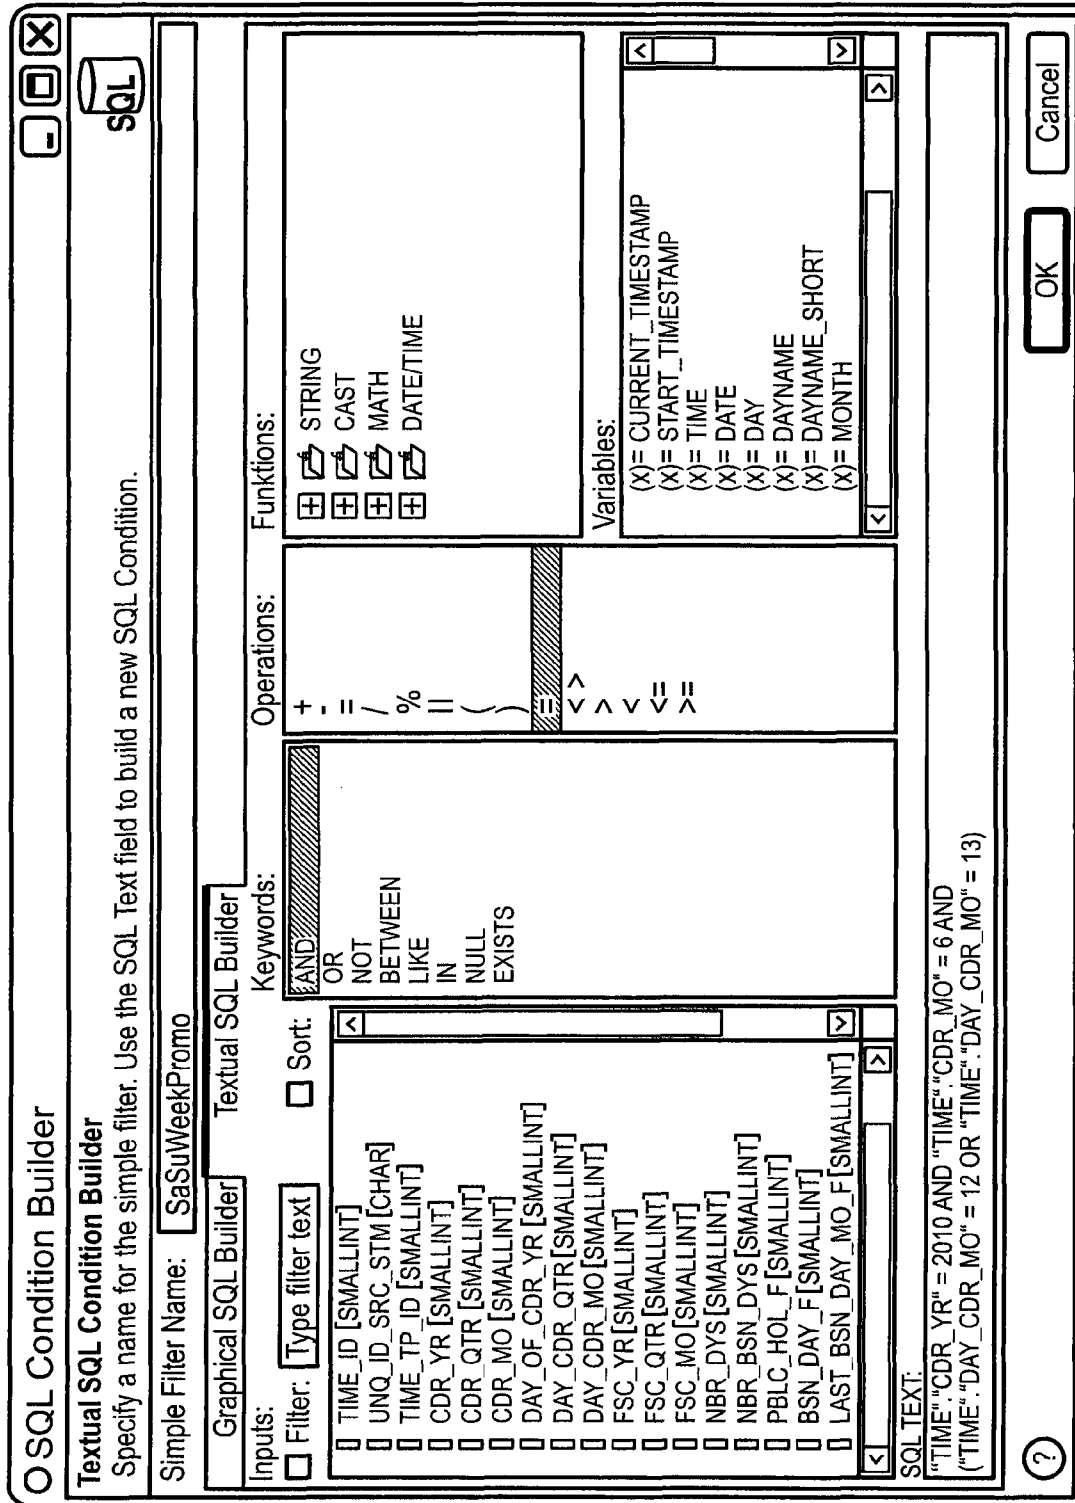 SQL Condition Builder
Textual SQL Condition Builder
Specify a name for the simple filter. Use the SQL Text field to build a new SQL Condition.
SQL
Simple Filter Name: SaSuWeekPromo
Graphical SQL Builder Textual SQL Builder
Inputs:
Filter: Type filter text Sort:
TIME_ID [SMALLINT]
UNQ_ID_SRC_STM [CHAR]
TIME_TP_ID [SMALLINT]
CDR_YR [SMALLINT]
CDR_QTR [SMALLINT]
CDR_MO [SMALLINT]
DAY_OF_CDR_YR [SMALLINT]
DAY_CDR_QTR [SMALLINT]
DAY_CDR_MO [SMALLINT]
FSC_YR [SMALLINT]
FSC_QTR [SMALLINT]
FSC_MO [SMALLINT]
NBR_DYS [SMALLINT]
NBR_BSN_DYS [SMALLINT]
PBLC_HOL_F [SMALLINT]
BSN_DAY_F [SMALLINT]
LAST_BSN_DAY_MO_F [SMALLINT]
Keywords:
AND
OR
NOT
BETWEEN
LIKE
IN
NULL
EXISTS
Operations:
+
-
=
/
%
||
(
)
=
<>
>
<
<=
>=
Funktions:
STRING
CAST
MATH
DATE/TIME
Variables:
(x)= CURRENT_TIMESTAMP
(x)= START_TIMESTAMP
(x)= TIME
(x)= DATE
(x)= DAY
(x)= DAYNAME
(x)= DAYNAME_SHORT
(x)= MONTH
SQL TEXT:
"TIME"."CDR_YR" = 2010 AND "TIME"."CDR_MO" = 6 AND
("TIME"."DAY_CDR_MO" = 12 OR "TIME"."DAY_CDR_MO" = 13)
?
OK
Cancel